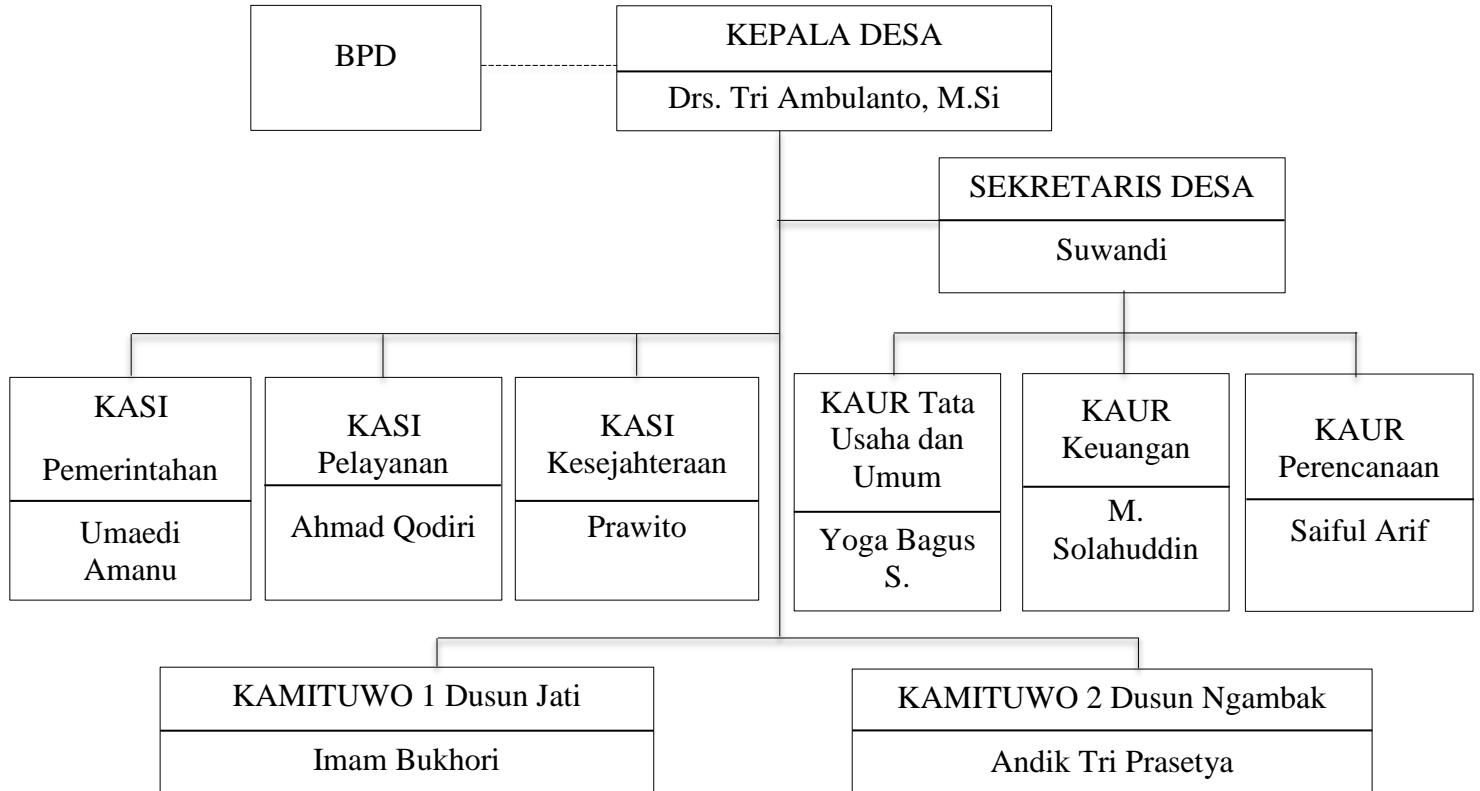 BPD
KEPALA DESA
Drs. Tri Ambulanto, M.Si
SEKRETARIS DESA
Suwandi
KASI
Pemerintahan
Umaedi
Amanu
KASI
Pelayanan
Ahmad Qodiri
KASI
Kesejahteraan
Prawito
KAUR Tata
Usaha dan
Umum
Yoga Bagus
S.
KAUR
Keuangan
M.
Solahuddin
KAUR
Perencanaan
Saiful Arif
KAMITUWO 1 Dusun Jati
Imam Bukhori
KAMITUWO 2 Dusun Ngambak
Andik Tri Prasetya